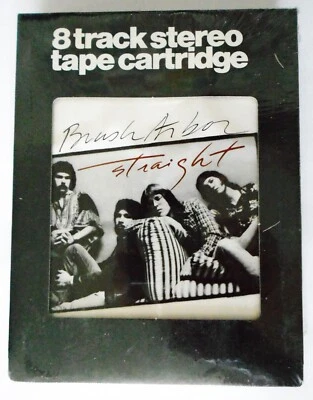 8 track stereo
tape cartridge
Brush Arbor
straight